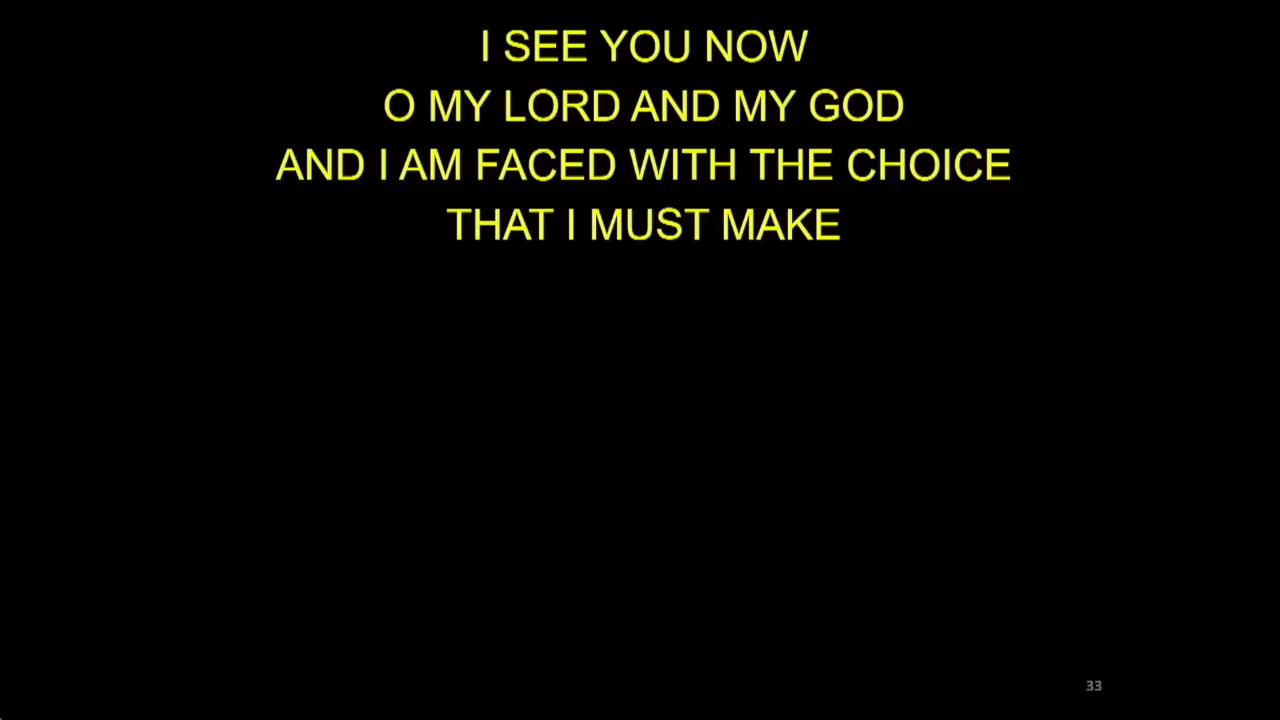 I SEE YOU NOW
O MY LORD AND MY GOD
AND I AM FACED WITH THE CHOICE
THAT I MUST MAKE
33